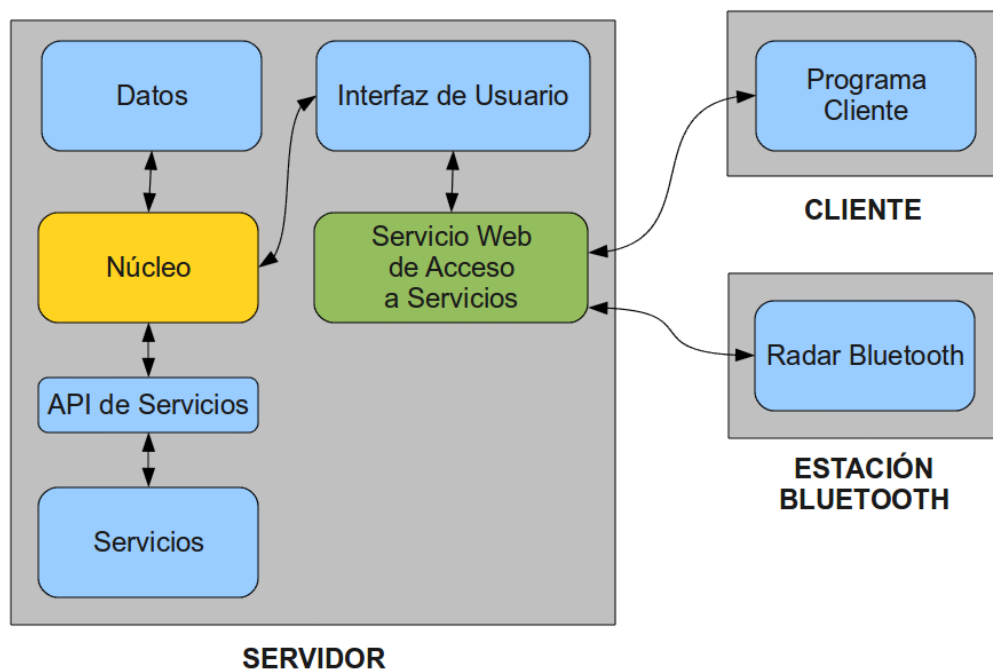 Datos
Interfaz de Usuario
Programa
Cliente
CLIENTE
Núcleo
Servicio Web
de Acceso
a Servicios
Radar Bluetooth
API de Servicios
ESTACIÓN
BLUETOOTH
Servicios
SERVIDOR